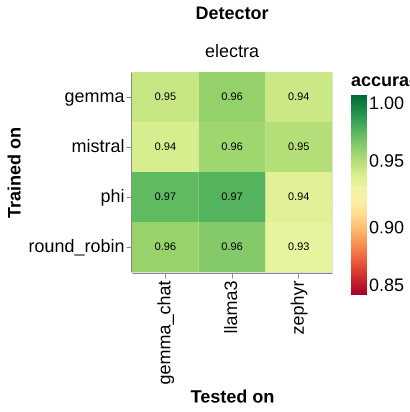 Detector
electra
accura
gemma 0.95 0.96 0.94 1.00
mistral 0.94 0.96 0.95 0.95
phi 0.97 0.97 0.94 0.90
round_robin 0.96 0.96 0.93 0.85
Trained on
gemma_chat
llama3
zephyr
Tested on